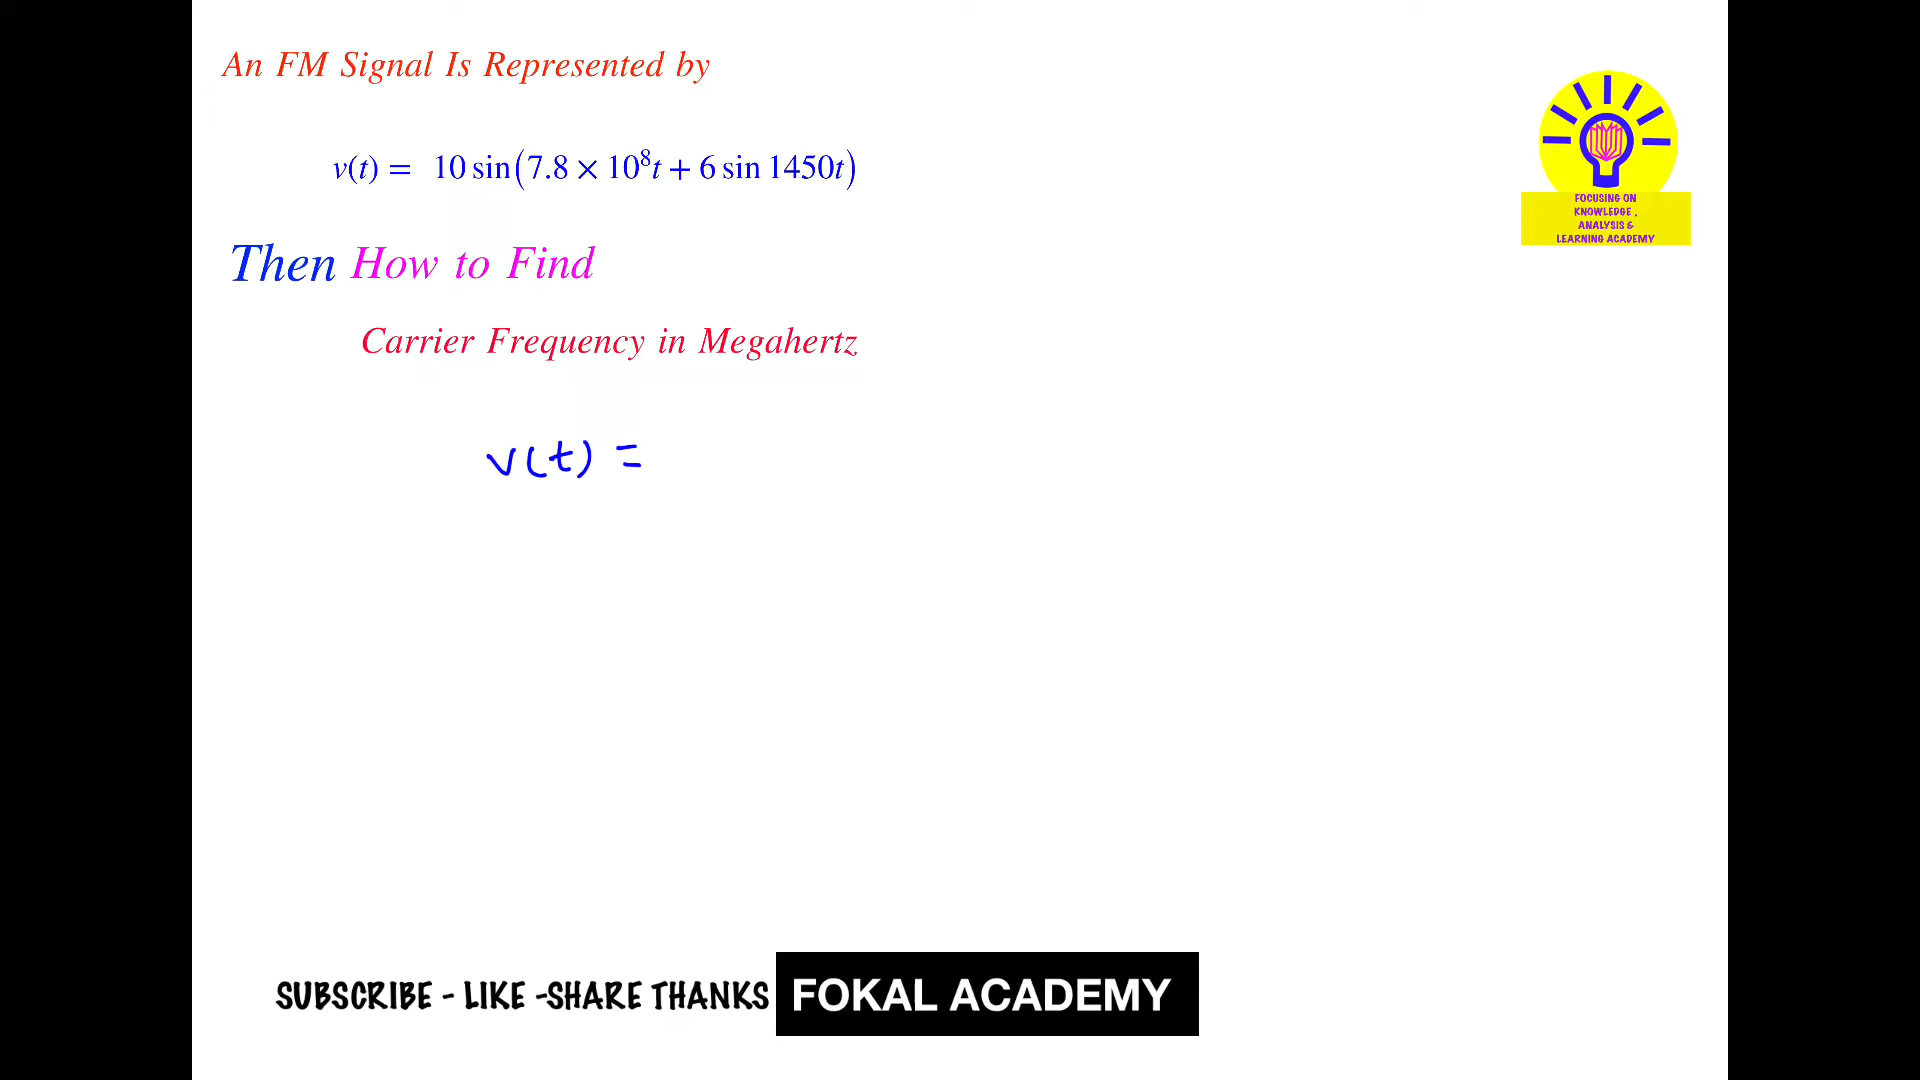 An FM Signal Is Represented by
v(t) = 10 sin(7.8 × 10⁸t + 6 sin 1450t)
Then How to Find
Carrier Frequency in Megahertz
v(t) =
FOCUSING ON
KNOWLEDGE ,
ANALYSIS &
LEARNING ACADEMY
SUBSCRIBE - LIKE -SHARE THANKS FOKAL ACADEMY